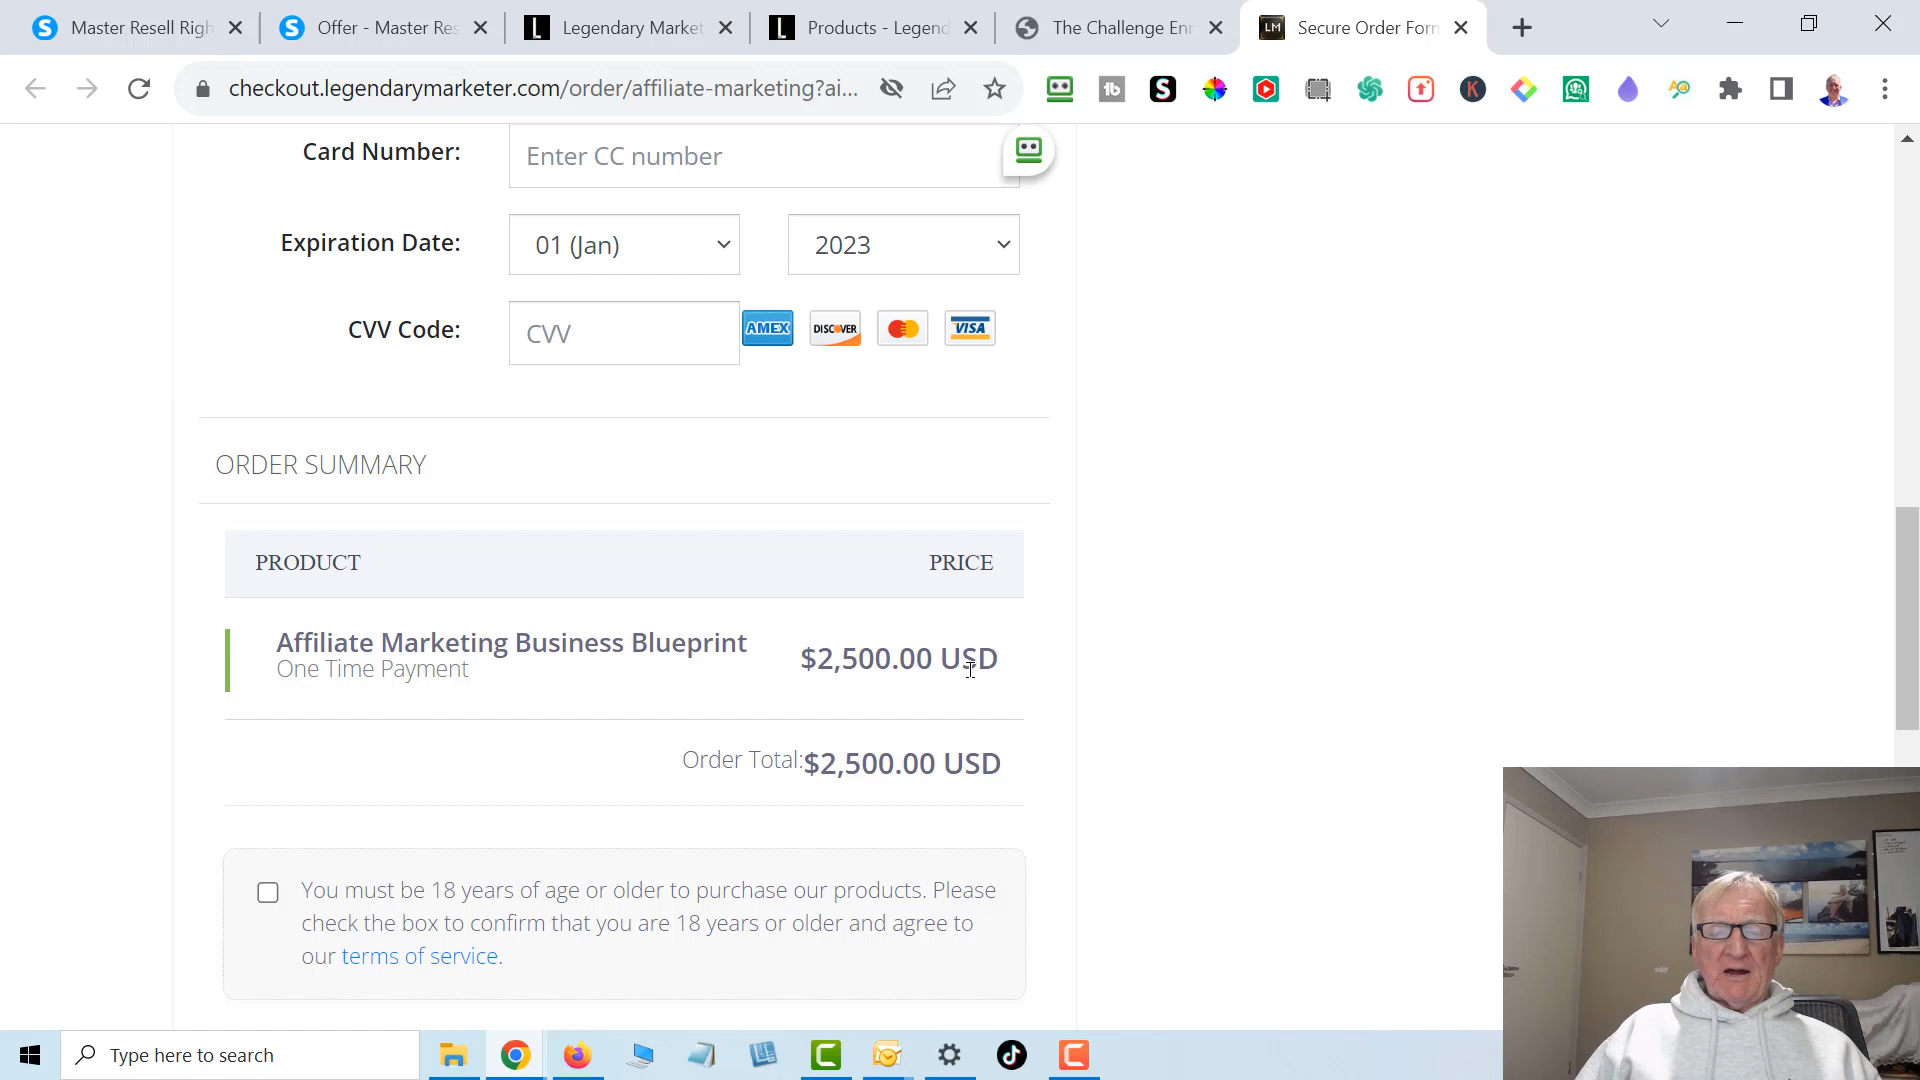 Master Resell Righ
Offer - Master Res
Legendary Market
Products - Legend
The Challenge Enr
Secure Order Forn
LM
checkout.legendarymarketer.com/order/affiliate-marketing?ai...
Card Number:
Enter CC number
Expiration Date:
01 (Jan)
2023
CVV Code:
CVV
AMEX
DISCOVER
VISA
ORDER SUMMARY
PRODUCT
PRICE
Affiliate Marketing Business Blueprint
One Time Payment
$2,500.00 USD
Order Total:$2,500.00 USD
You must be 18 years of age or older to purchase our products. Please
check the box to confirm that you are 18 years or older and agree to
our terms of service.
Type here to search